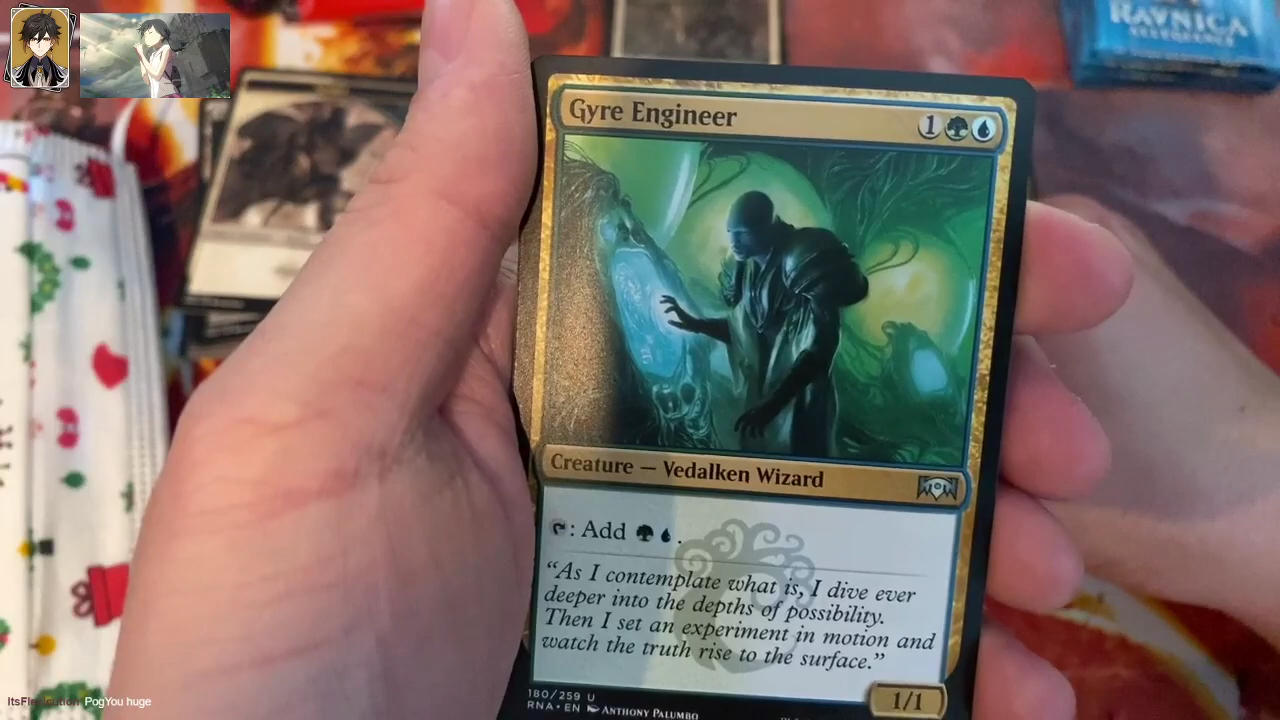 RAVNICA
ALLEGIANCE
Gyre Engineer
1
Creature — Vedalken Wizard
: Add .
“As I contemplate what is, I dive ever
deeper into the depths of possibility.
Then I set an experiment in motion and
watch the truth rise to the surface.”
1/1
180/259 U
RNA • EN ANTHONY PALUMBO
PogYou huge